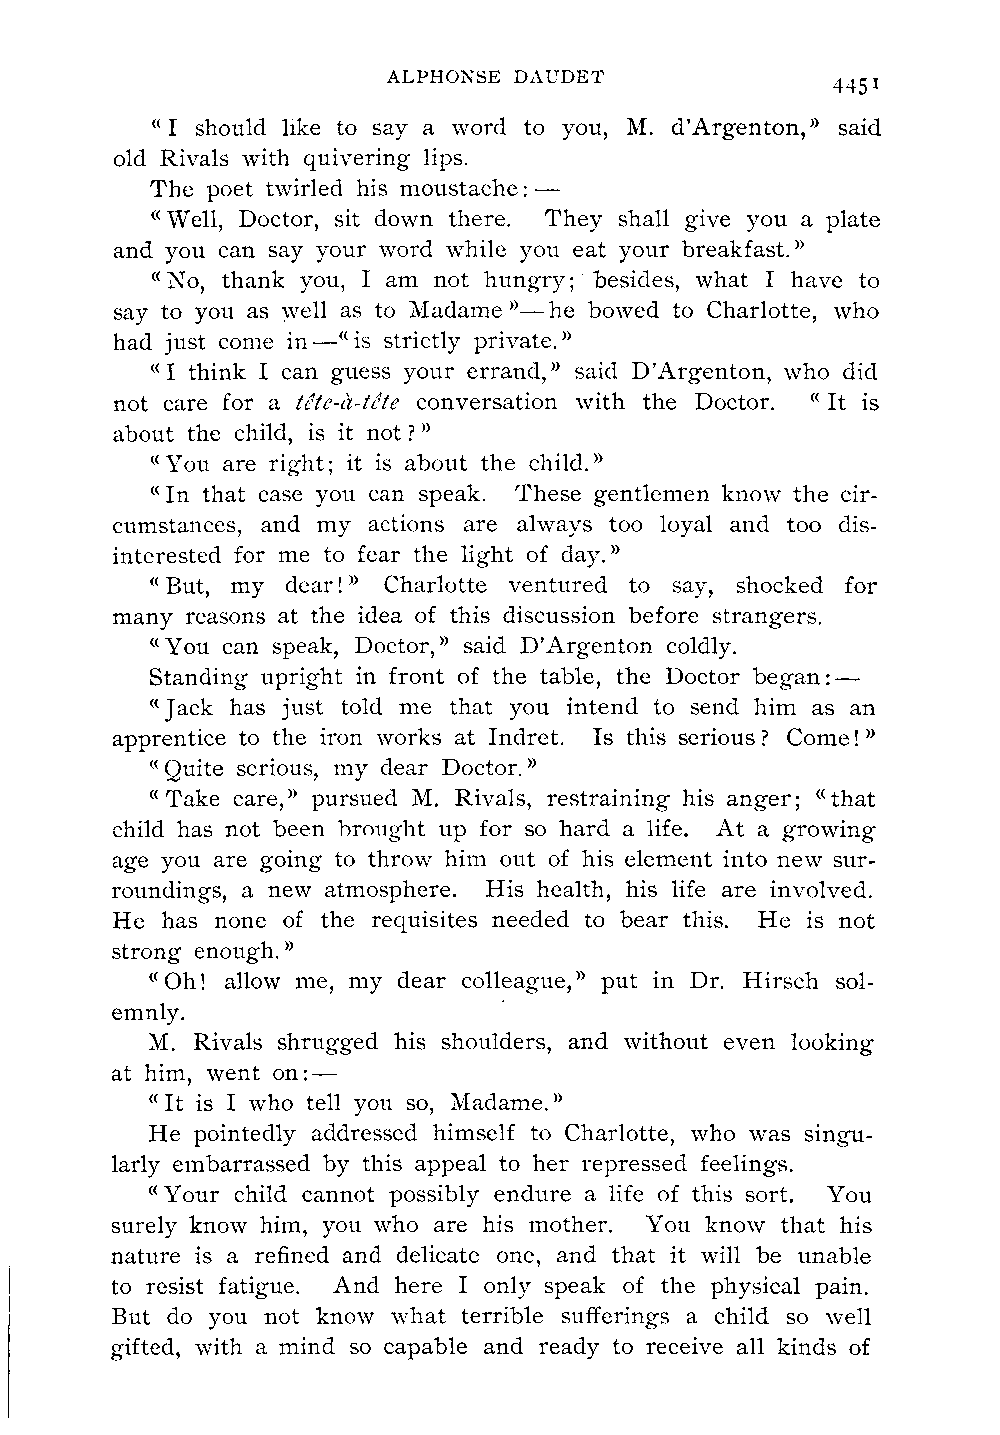 ALPHONSE DAUDET
4451
«I should like to say a word to you, M. d'Argenton,» said
old Rivals with quivering lips.
The poet twirled his moustache:—
«Well, Doctor, sit down there. They shall give you a plate
and you can say your word while you eat your breakfast.»
«No, thank you, I am not hungry; besides, what I have to
say to you as well as to Madame»—he bowed to Charlotte, who
had just come in—«is strictly private.»
«I think I can guess your errand,» said D'Argenton, who did
not care for a tête-à-tête conversation with the Doctor. «It is
about the child, is it not?»
«You are right; it is about the child.»
«In that case you can speak. These gentlemen know the cir-
cumstances, and my actions are always too loyal and too dis-
interested for me to fear the light of day.»
«But, my dear!» Charlotte ventured to say, shocked for
many reasons at the idea of this discussion before strangers.
«You can speak, Doctor,» said D'Argenton coldly.
Standing upright in front of the table, the Doctor began:—
«Jack has just told me that you intend to send him as an
apprentice to the iron works at Indret. Is this serious? Come!»
«Quite serious, my dear Doctor.»
«Take care,» pursued M. Rivals, restraining his anger; «that
child has not been brought up for so hard a life. At a growing
age you are going to throw him out of his element into new sur-
roundings, a new atmosphere. His health, his life are involved.
He has none of the requisites needed to bear this. He is not
strong enough.»
«Oh! allow me, my dear colleague,» put in Dr. Hirsch sol-
emnly.
M. Rivals shrugged his shoulders, and without even looking
at him, went on:—
«It is I who tell you so, Madame.»
He pointedly addressed himself to Charlotte, who was singu-
larly embarrassed by this appeal to her repressed feelings.
«Your child cannot possibly endure a life of this sort. You
surely know him, you who are his mother. You know that his
nature is a refined and delicate one, and that it will be unable
to resist fatigue. And here I only speak of the physical pain.
But do you not know what terrible sufferings a child so well
gifted, with a mind so capable and ready to receive all kinds of